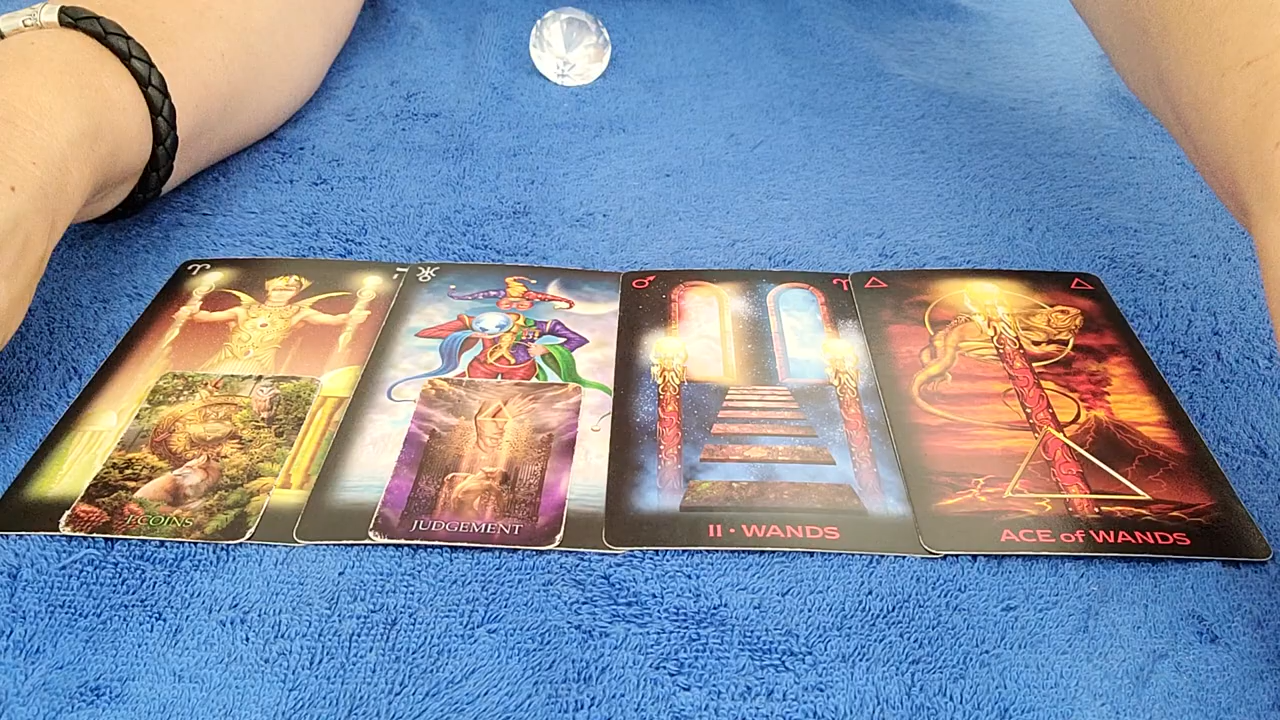 I COINS
JUDGEMENT
II • WANDS
ACE of WANDS